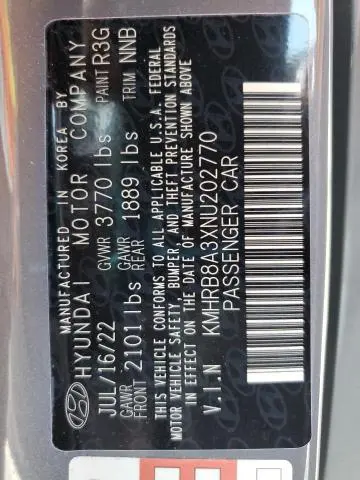 MANUFACTURED IN KOREA BY
HYUNDAI MOTOR COMPANY
JUL/16/22 GVWR 3770 lbs PAINT R3G
GAWR FRONT 2101 lbs GAWR REAR 1889 lbs TRIM NNB
THIS VEHICLE CONFORMS TO ALL APPLICABLE U.S.A. FEDERAL
MOTOR VEHICLE SAFETY, BUMPER, AND THEFT PREVENTION STANDARDS
IN EFFECT ON THE DATE OF MANUFACTURE SHOWN ABOVE
V.I.N KMHRB8A3XNU202770
PASSENGER CAR